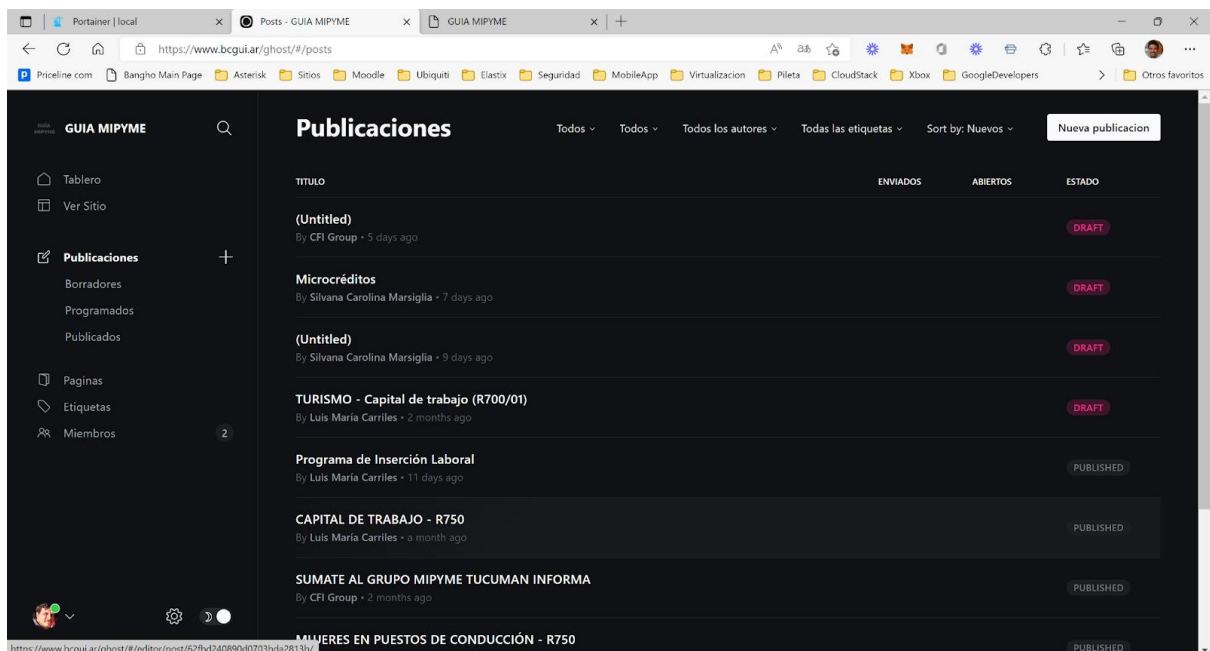 Portainer | local
Posts - GUIA MIPYME
GUIA MIPYME
https://www.bcgui.ar/ghost/#/posts
Priceline com Bangho Main Page Asterisk Sitios Moodle Ubiquiti Elastix Seguridad MobileApp Virtualizacion Pileta CloudStack Xbox GoogleDevelopers Otros favoritos
GUIA MIPYME
Publicaciones
Todos Todos Todos los autores Todas las etiquetas Sort by: Nuevos Nueva publicacion
Tablero
Ver Sitio
Publicaciones
Borradores
Programados
Publicados
Paginas
Etiquetas
Miembros 2
TITULO ENVIADOS ABIERTOS ESTADO
(Untitled)
By CFI Group • 5 days ago
DRAFT
Microcréditos
By Silvana Carolina Marsiglia • 7 days ago
DRAFT
(Untitled)
By Silvana Carolina Marsiglia • 9 days ago
DRAFT
TURISMO - Capital de trabajo (R700/01)
By Luis María Carriles • 2 months ago
DRAFT
Programa de Inserción Laboral
By Luis María Carriles • 11 days ago
PUBLISHED
CAPITAL DE TRABAJO - R750
By Luis María Carriles • a month ago
PUBLISHED
SUMATE AL GRUPO MIPYME TUCUMAN INFORMA
By CFI Group • 2 months ago
PUBLISHED
MUJERES EN PUESTOS DE CONDUCCIÓN - R750
PUBLISHED